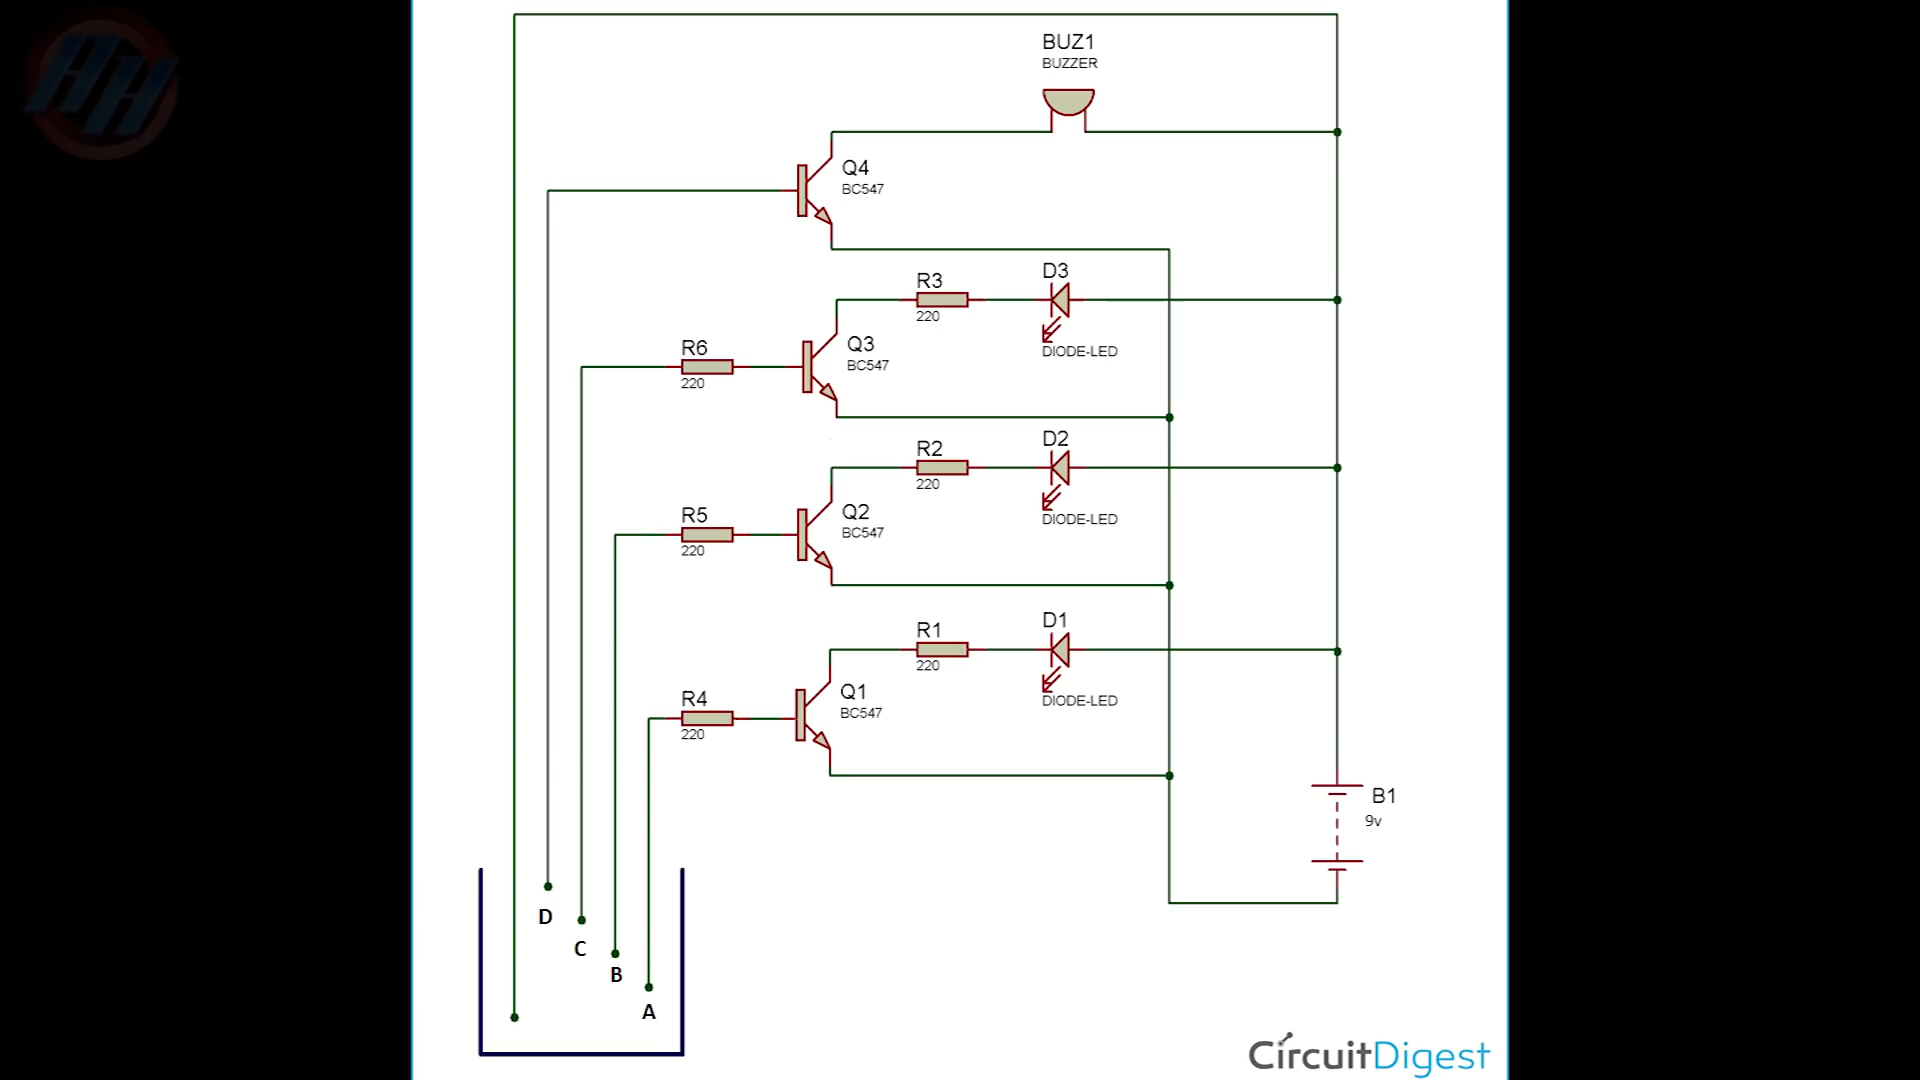 HH
BUZ1
BUZZER
Q4
BC547
D3
R3
220
DIODE-LED
Q3
BC547
R6
220
D2
R2
220
DIODE-LED
Q2
BC547
R5
220
D1
R1
220
DIODE-LED
Q1
BC547
R4
220
B1
9v
D
C
B
A
CircuitDigest